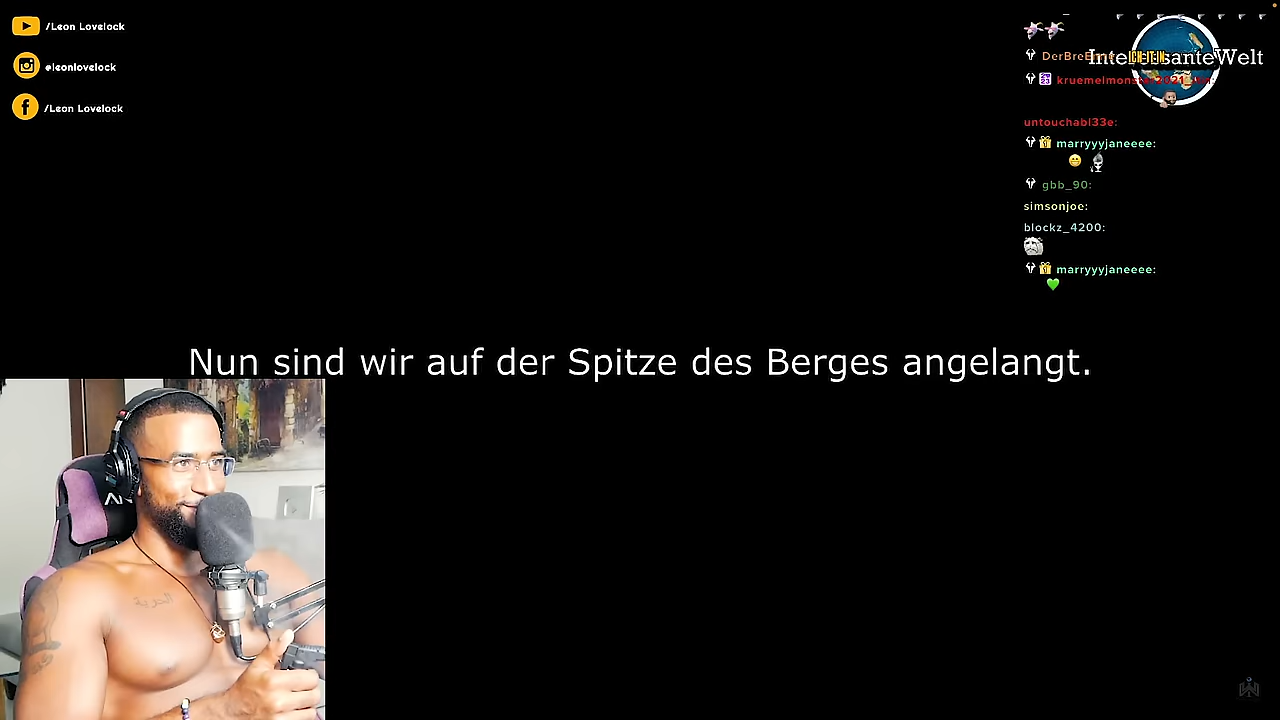 /Leon Lovelock
@leonlovelock
/Leon Lovelock
InteressanteWelt
untouchabl33e:
marryyyjaneeee:
gbb_90:
simsonjoe:
blockz_4200:
marryyyjaneeee:
Nun sind wir auf der Spitze des Berges angelangt.